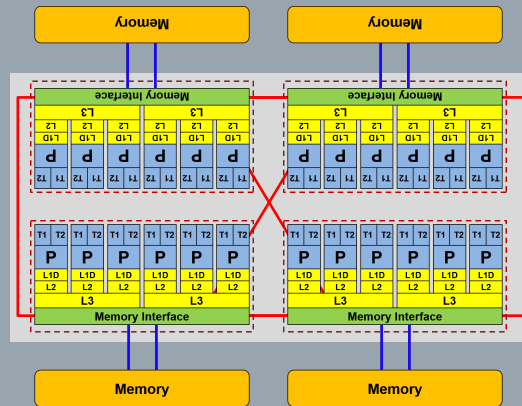 Memory Memory
Memory Interface Memory Interface
L3 L3 L3 L3
L2 L2 L2 L2 L2 L2 L2 L2 L2 L2 L2 L2
L1D L1D L1D L1D L1D L1D L1D L1D L1D L1D L1D L1D
P P P P P P P P P P P P
T2 T1 T2 T1 T2 T1 T2 T1 T2 T1 T2 T1 T2 T1 T2 T1 T2 T1 T2 T1 T2 T1 T2 T1
T1 T2 T1 T2 T1 T2 T1 T2 T1 T2 T1 T2 T1 T2 T1 T2 T1 T2 T1 T2 T1 T2 T1 T2
P P P P P P P P P P P P
L1D L1D L1D L1D L1D L1D L1D L1D L1D L1D L1D L1D
L2 L2 L2 L2 L2 L2 L2 L2 L2 L2 L2 L2
L3 L3 L3 L3
Memory Interface Memory Interface
Memory Memory